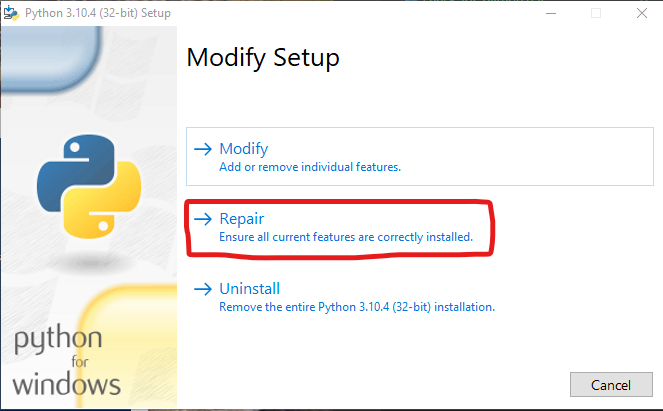 Python 3.10.4 (32-bit) Setup
Modify Setup
Modify
Add or remove individual features.
Repair
Ensure all current features are correctly installed.
Uninstall
Remove the entire Python 3.10.4 (32-bit) installation.
python
for
windows
Cancel